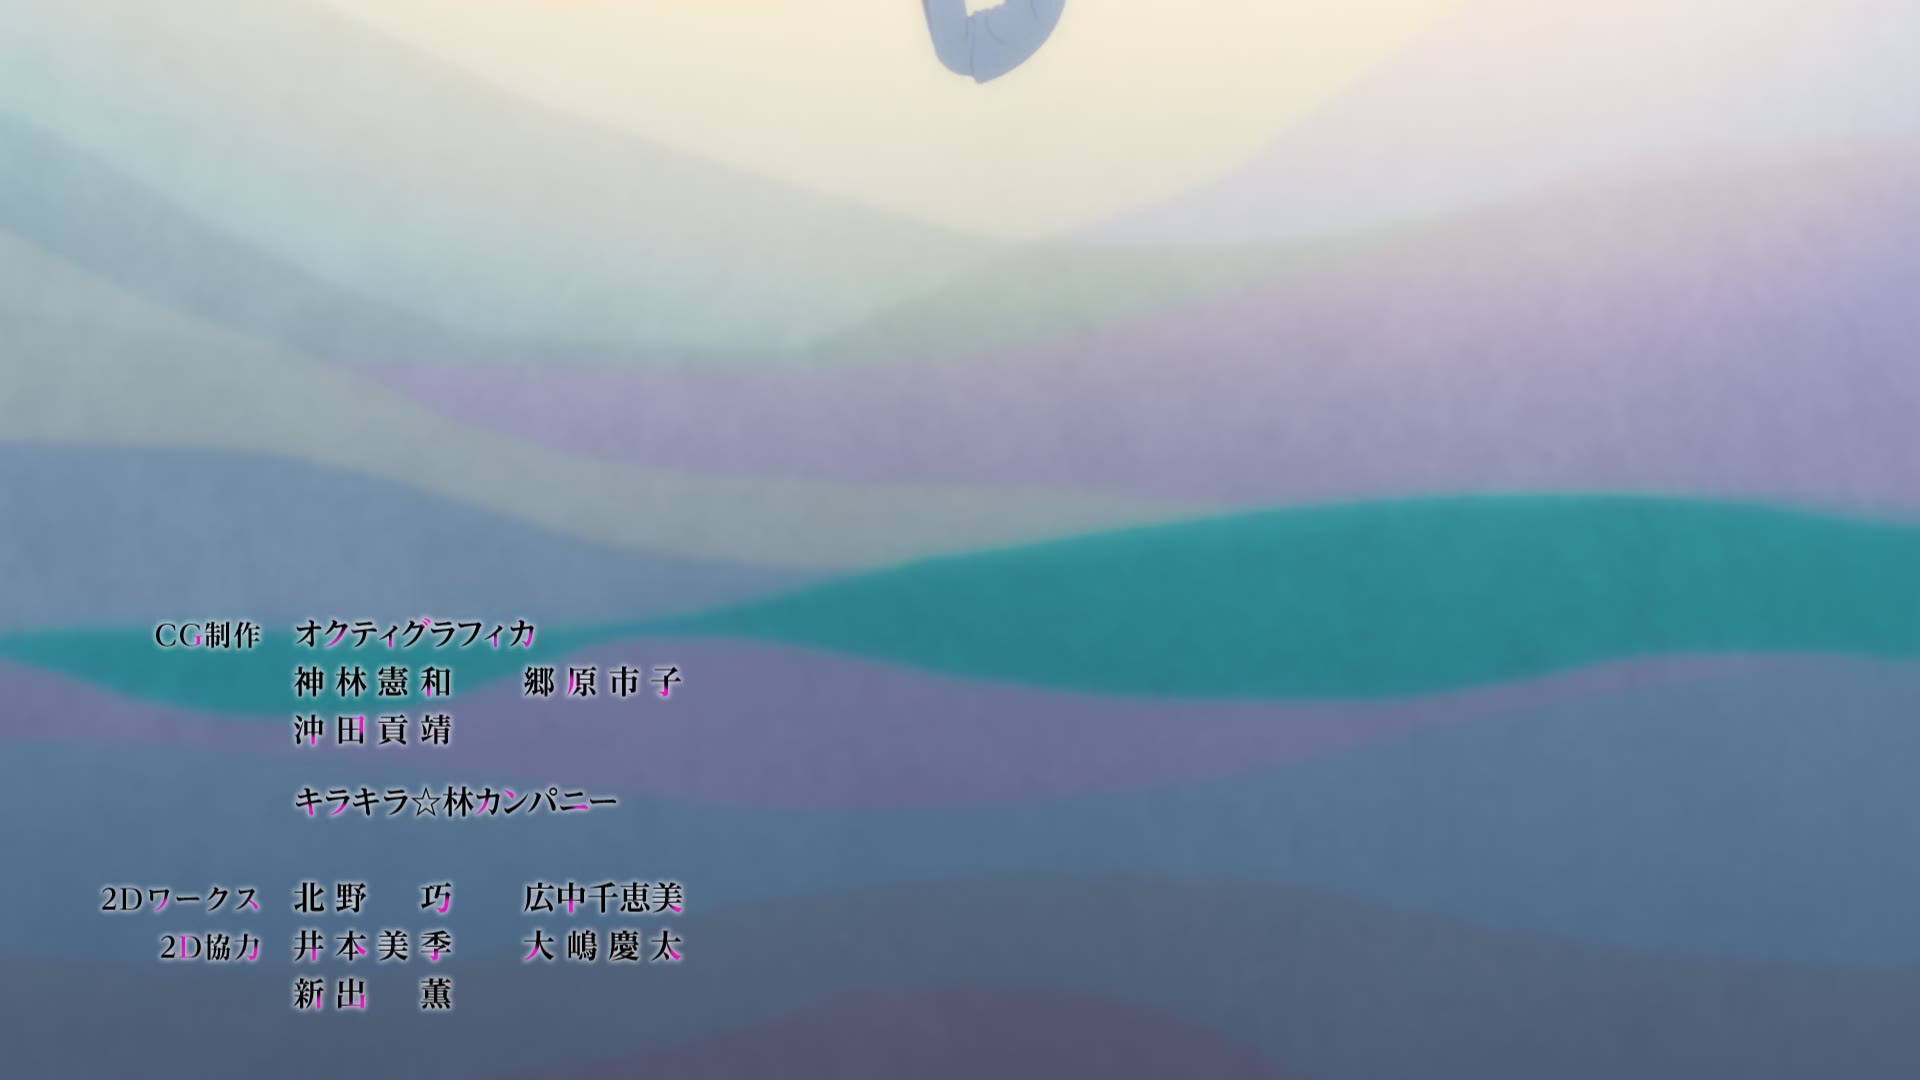 CG制作 オクティグラフィカ
神林憲和 郷原市子
沖田貢靖
キラキラ☆林カンパニー
2Dワークス 北野 巧 広中千恵美
2D協力 井本美季 大嶋慶太
新出 薫